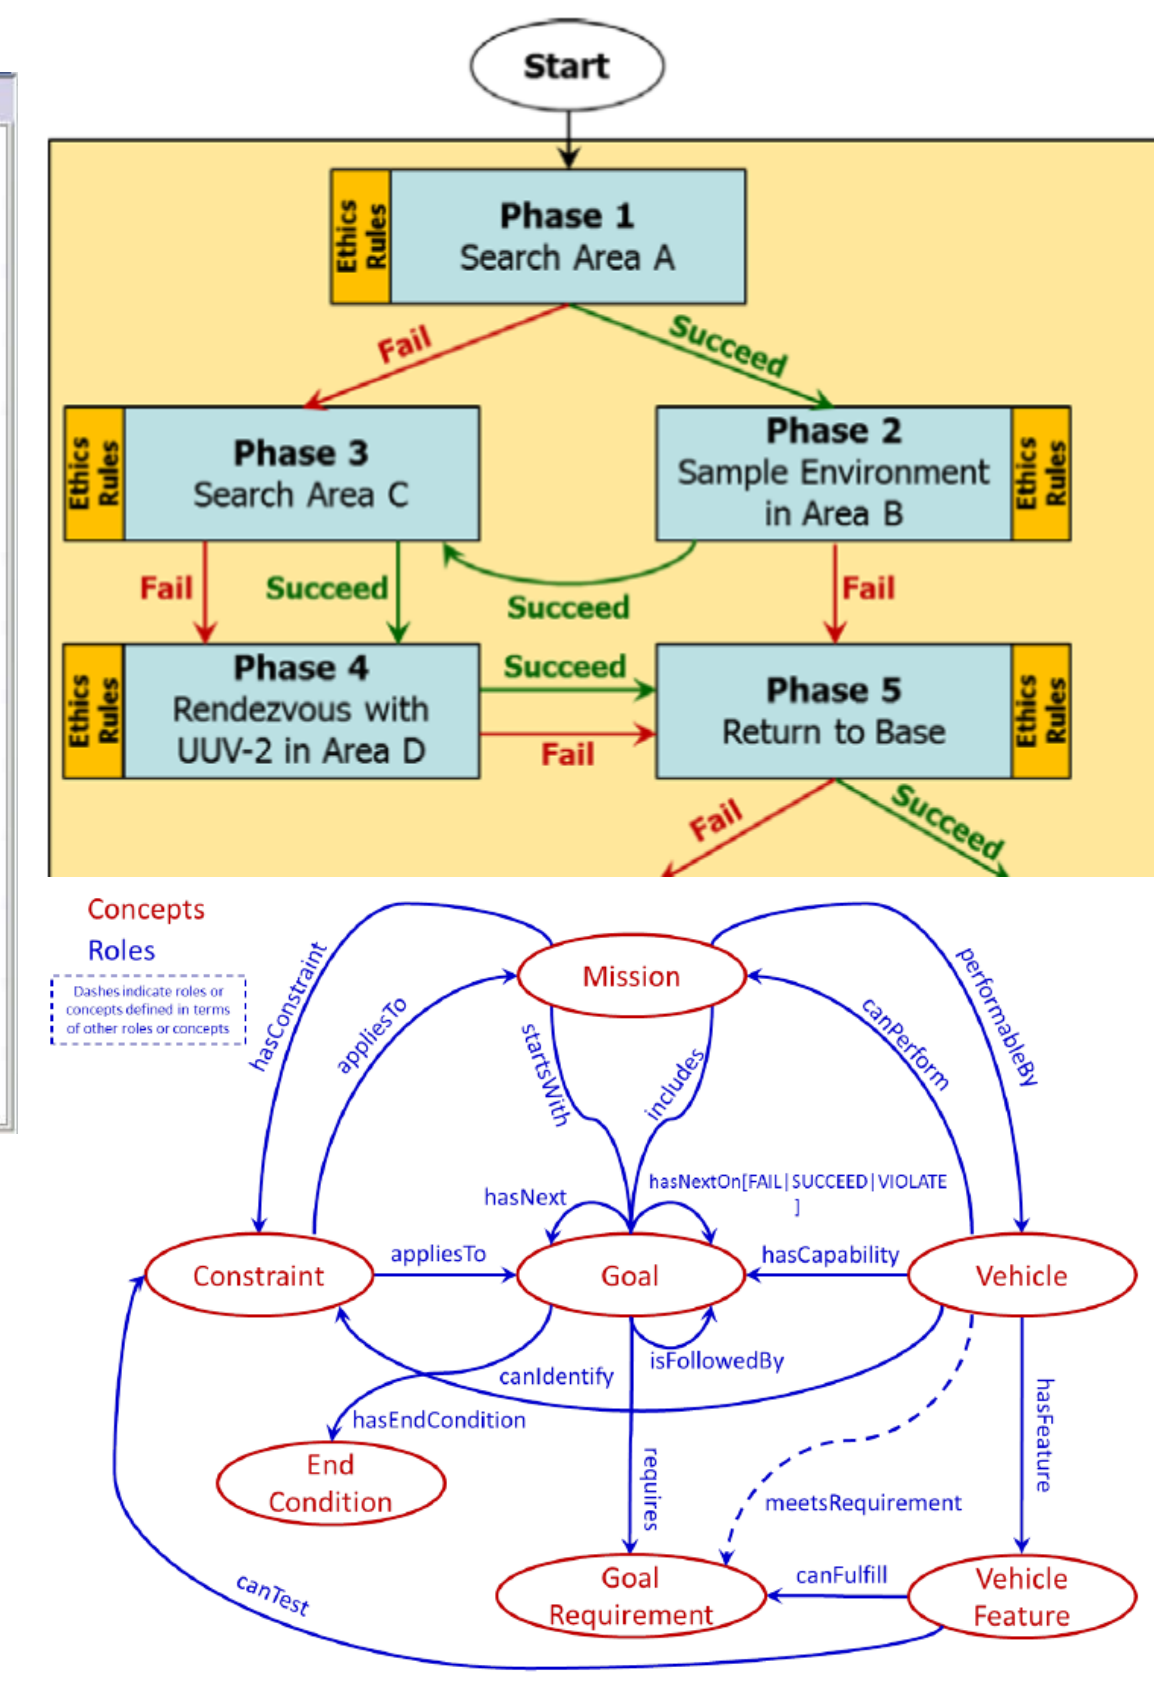 Start
Ethics
Rules
Phase 1
Search Area A
Fail
Succeed
Ethics
Rules
Phase 3
Search Area C
Phase 2
Sample Environment
in Area B
Ethics
Rules
Fail
Succeed
Succeed
Fail
Ethics
Rules
Phase 4
Rendezvous with
UUV-2 in Area D
Succeed
Fail
Phase 5
Return to Base
Ethics
Rules
Fail
Succeed
Concepts
Roles
Dashes indicate roles or
concepts defined in terms
of other roles or concepts
hasConstraint
appliesTo
Mission
startsWith
includes
canPerform
performableBy
hasNext
hasNextOn[FAIL|SUCCEED|VIOLATE
]
Constraint
appliesTo
Goal
hasCapability
Vehicle
isFollowedBy
canIdentify
hasEndCondition
hasFeature
End
Condition
requires
meetsRequirement
canTest
Goal
Requirement
canFulfill
Vehicle
Feature